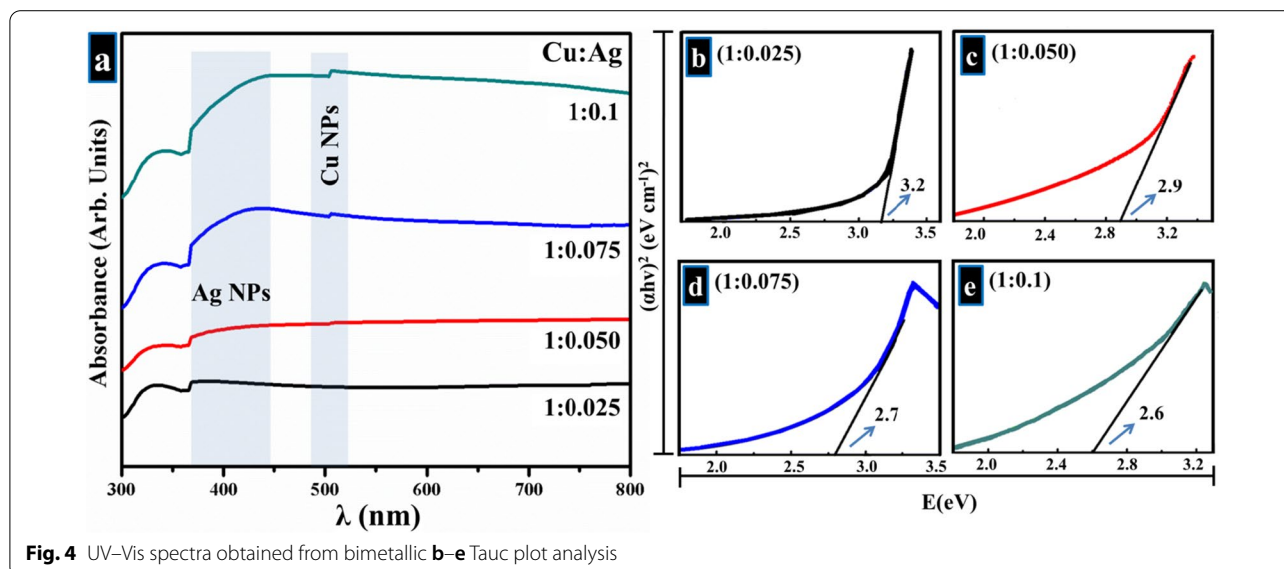 a
Cu:Ag
1:0.1
Cu NPs
1:0.075
Ag NPs
1:0.050
1:0.025
Absorbance (Arb. Units)
300 400 500 600 700 800
λ (nm)
(αhν)² (eV cm⁻¹)²
b (1:0.025)
3.2
2.0 2.5 3.0 3.5
c (1:0.050)
2.9
2.0 2.4 2.8 3.2
d (1:0.075)
2.7
2.0 2.5 3.0 3.5
e (1:0.1)
2.6
2.0 2.4 2.8 3.2
E(eV)
Fig. 4 UV–Vis spectra obtained from bimetallic b–e Tauc plot analysis